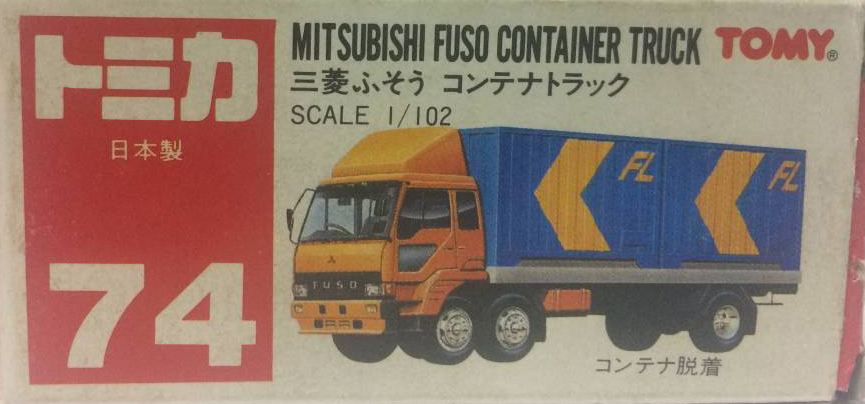 トミカ
日本製
74
MITSUBISHI FUSO CONTAINER TRUCK TOMY®
三菱ふそう コンテナトラック
SCALE 1/102
FL FL
FUSO
コンテナ脱着